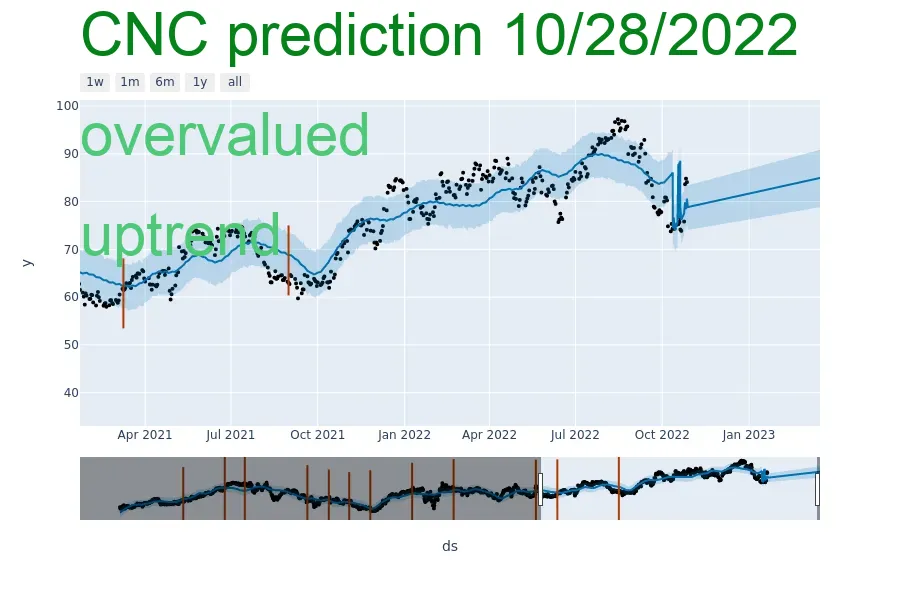 CNC prediction 10/28/2022
1w 1m 6m 1y all
100
overvalued
90
80
uptrend
70
y
60
50
40
Apr 2021 Jul 2021 Oct 2021 Jan 2022 Apr 2022 Jul 2022 Oct 2022 Jan 2023
ds